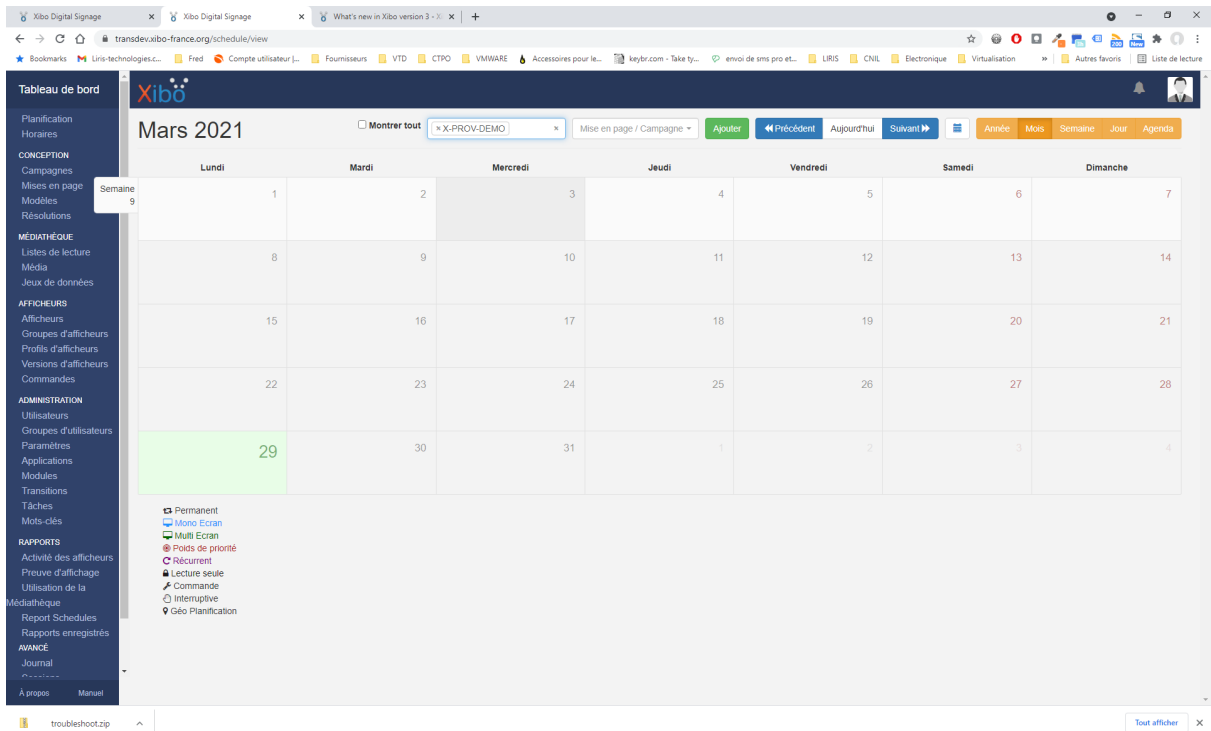 Xibo Digital Signage
Xibo Digital Signage
What's new in Xibo version 3 - Xi
transdev.xibo-france.org/schedule/view
Bookmarks Liris-technologies.c... Fred Compte utilisateur |... Fournisseurs VTD CTPO VMWARE Accessoires pour le... keybr.com - Take ty... envoi de sms pro et... LIRIS CNIL Electronique Virtualisation » Autres favoris Liste de lecture
200 New
Tableau de bord
Xibo
Planification
Horaires
CONCEPTION
Campagnes
Mises en page
Modèles
Résolutions
MÉDIATHÈQUE
Listes de lecture
Média
Jeux de données
AFFICHEURS
Afficheurs
Groupes d'afficheurs
Profils d'afficheurs
Versions d'afficheurs
Commandes
ADMINISTRATION
Utilisateurs
Groupes d'utilisateurs
Paramètres
Applications
Modules
Transitions
Tâches
Mots-clés
RAPPORTS
Activité des afficheurs
Preuve d'affichage
Utilisation de la
Médiathèque
Report Schedules
Rapports enregistrés
AVANCÉ
Journal
Sessions
À propos Manuel
Mars 2021
Montrer tout × X-PROV-DEMO × Mise en page / Campagne Ajouter Précédent Aujourd'hui Suivant Année Mois Semaine Jour Agenda
Lundi Mardi Mercredi Jeudi Vendredi Samedi Dimanche
Semaine
9
1 2 3 4 5 6 7
8 9 10 11 12 13 14
15 16 17 18 19 20 21
22 23 24 25 26 27 28
29 30 31 1 2 3 4
Permanent
Mono Ecran
Multi Ecran
Poids de priorité
Récurrent
Lecture seule
Commande
Interruptive
Géo Planification
troubleshoot.zip
Tout afficher